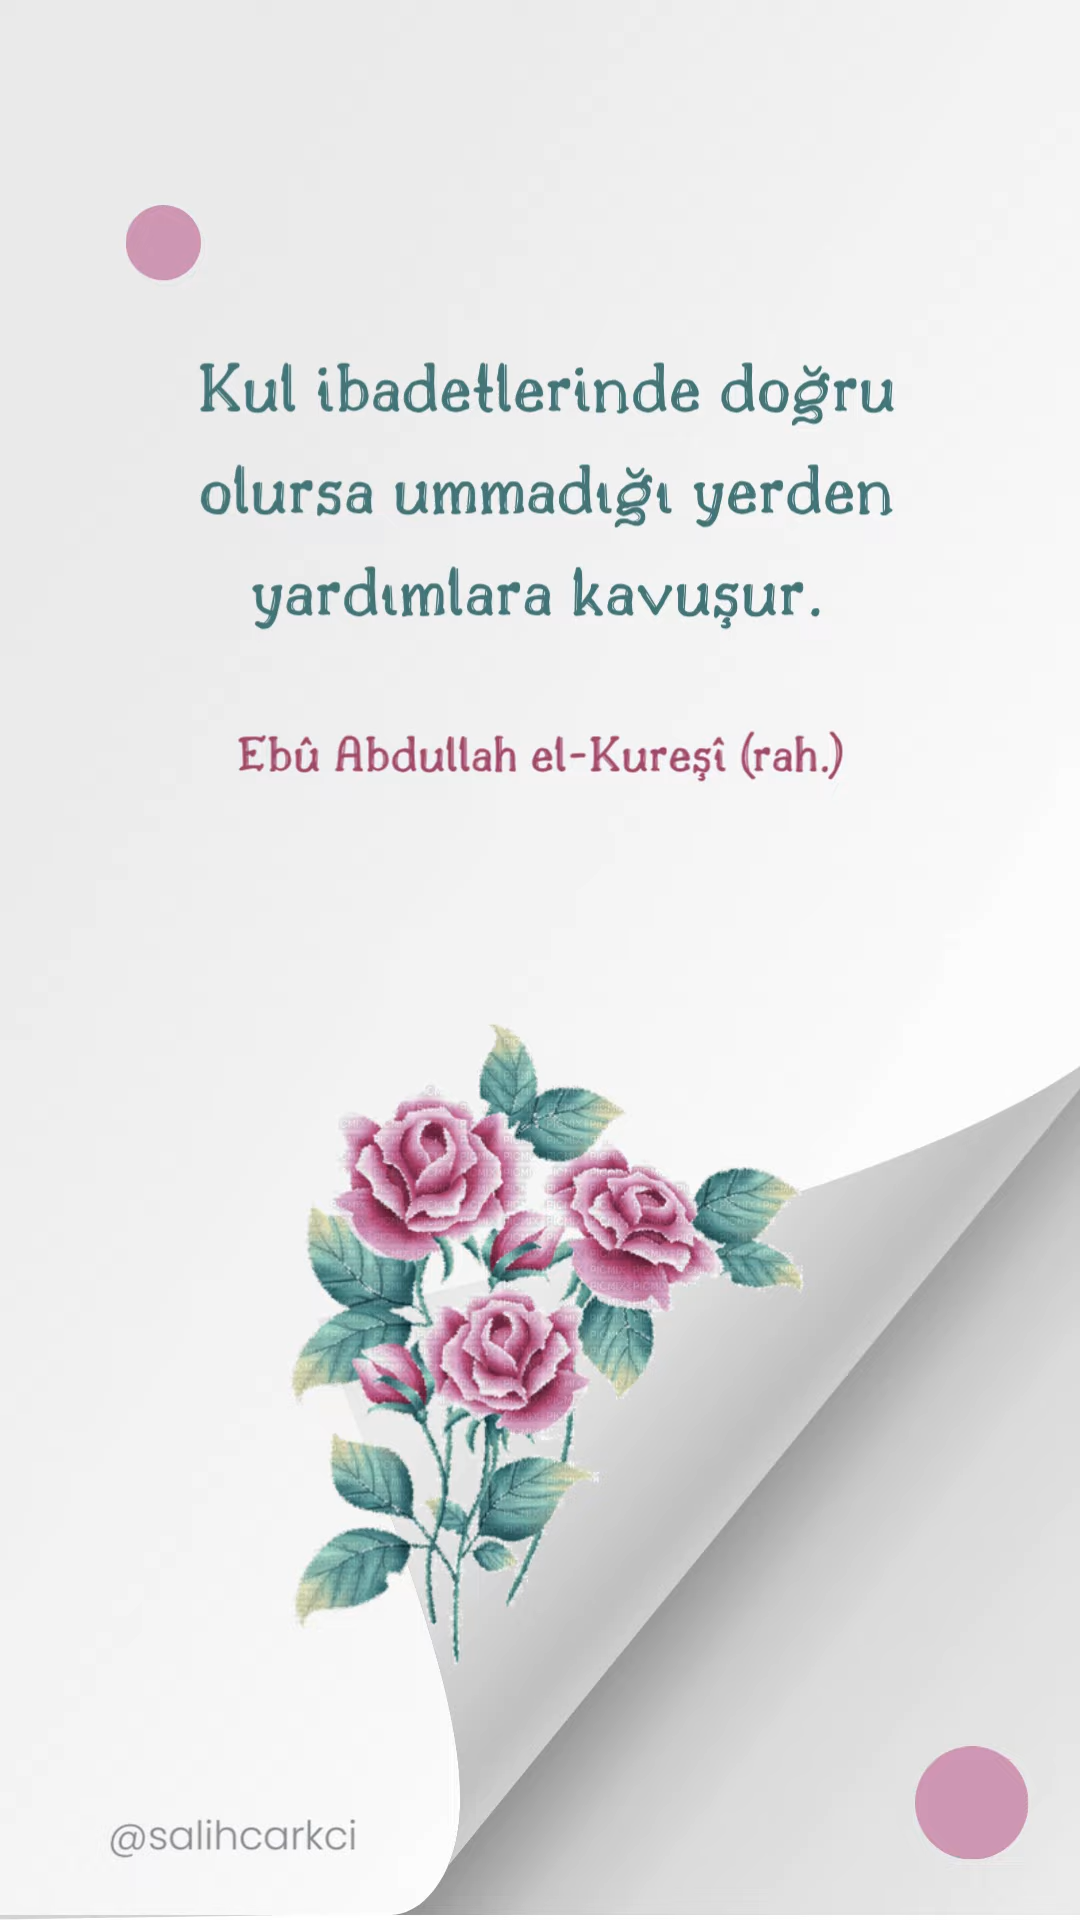 Kul ibadetlerinde doğru
olursa ummadığı yerden
yardımlara kavuşur.
Ebû Abdullah el-Kureşî (rah.)
@salihcarkci